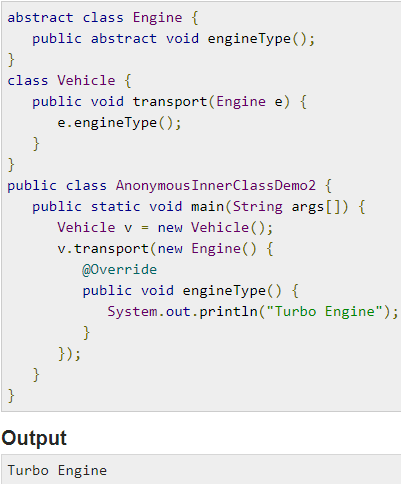 abstract class Engine {
   public abstract void engineType();
}
class Vehicle {
   public void transport(Engine e) {
      e.engineType();
   }
}
public class AnonymousInnerClassDemo2 {
   public static void main(String args[]) {
      Vehicle v = new Vehicle();
      v.transport(new Engine() {
         @Override
         public void engineType() {
            System.out.println("Turbo Engine");
         }
      });
   }
}
Output
Turbo Engine